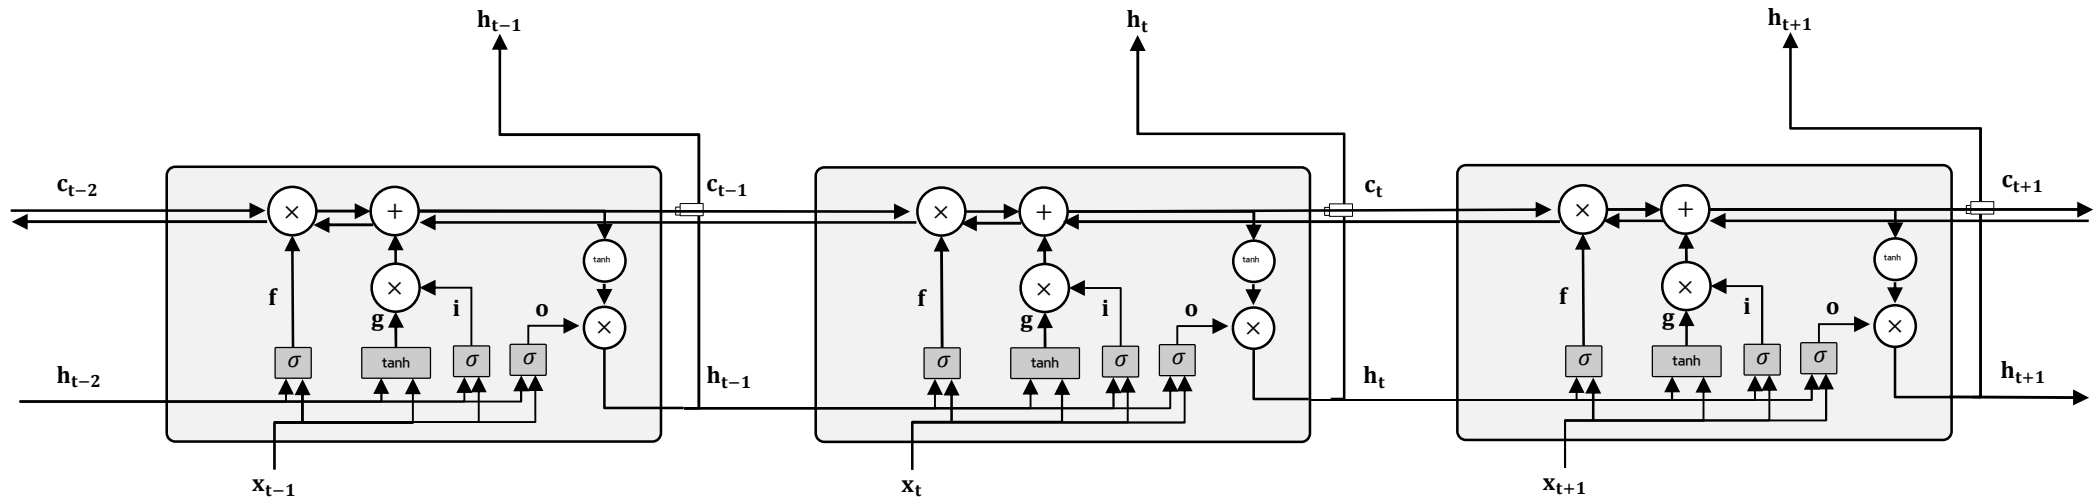 h_{t−1} h_t h_{t+1}
c_{t−2} c_{t−1} c_t c_{t+1}
× + × + × +
tanh tanh tanh
f × i f × i f × i
g o × g o × g o ×
σ tanh σ σ σ tanh σ σ σ tanh σ σ
h_{t−2} h_{t−1} h_t h_{t+1}
x_{t−1} x_t x_{t+1}